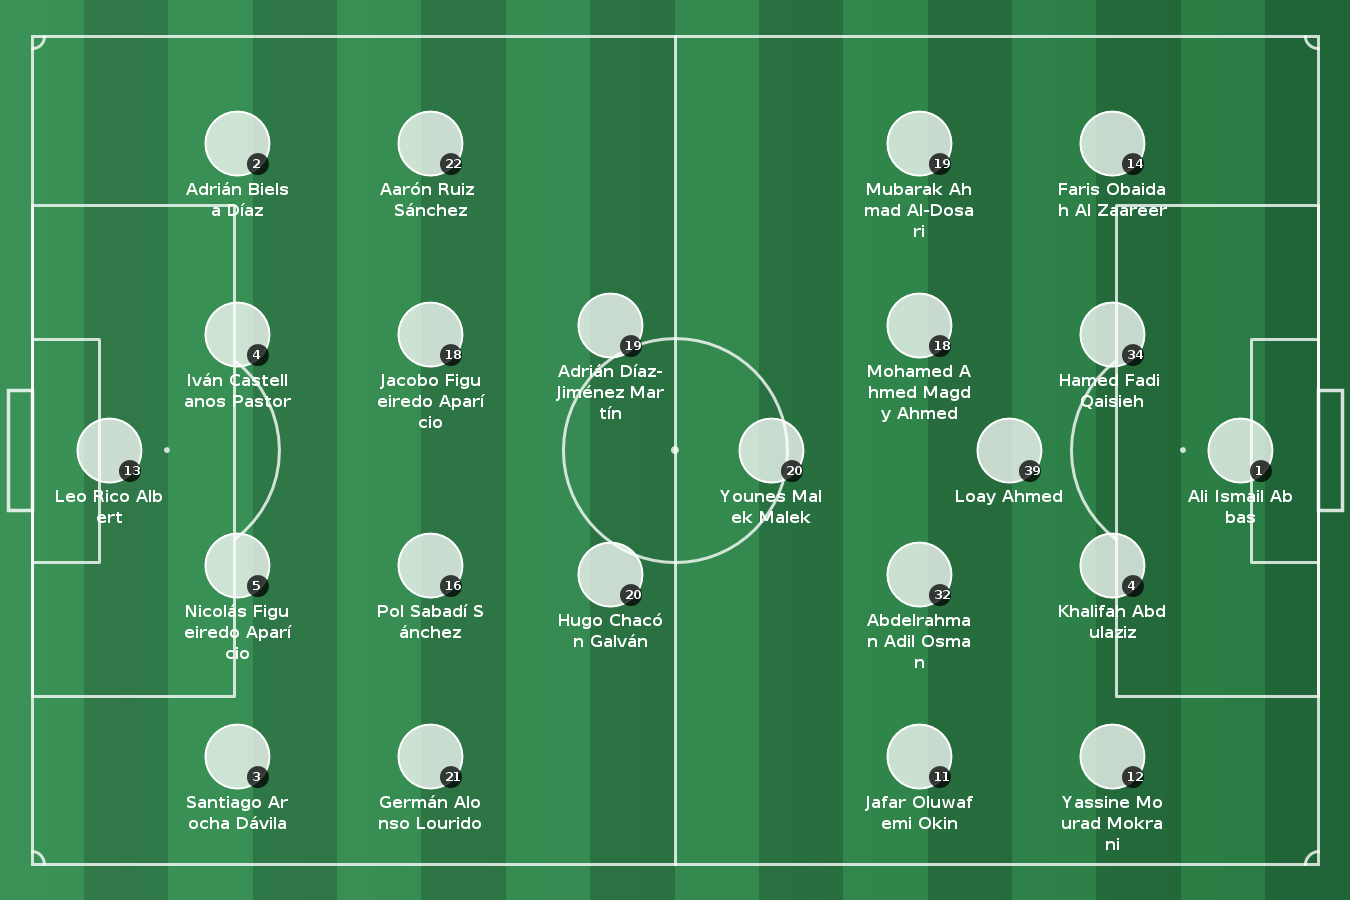 2
Adrián Biels
a Díaz
22
Aarón Ruiz
Sánchez
19
Mubarak Ah
mad Al-Dosa
ri
14
Faris Obaida
h Al Zaareer
4
Iván Castell
anos Pastor
18
Jacobo Figu
eiredo Aparí
cio
19
Adrián Díaz-
Jiménez Mar
tín
18
Mohamed A
hmed Magd
y Ahmed
34
Hamed Fadi
Qaisieh
13
Leo Rico Alb
ert
20
Younes Mal
ek Malek
39
Loay Ahmed
1
Ali Ismail Ab
bas
5
Nicolás Figu
eiredo Aparí
cio
16
Pol Sabadí S
ánchez
20
Hugo Chacó
n Galván
32
Abdelrahma
n Adil Osma
n
4
Khalifah Abd
ulaziz
3
Santiago Ar
ocha Dávila
21
Germán Alo
nso Lourido
11
Jafar Oluwaf
emi Okin
12
Yassine Mo
urad Mokra
ni